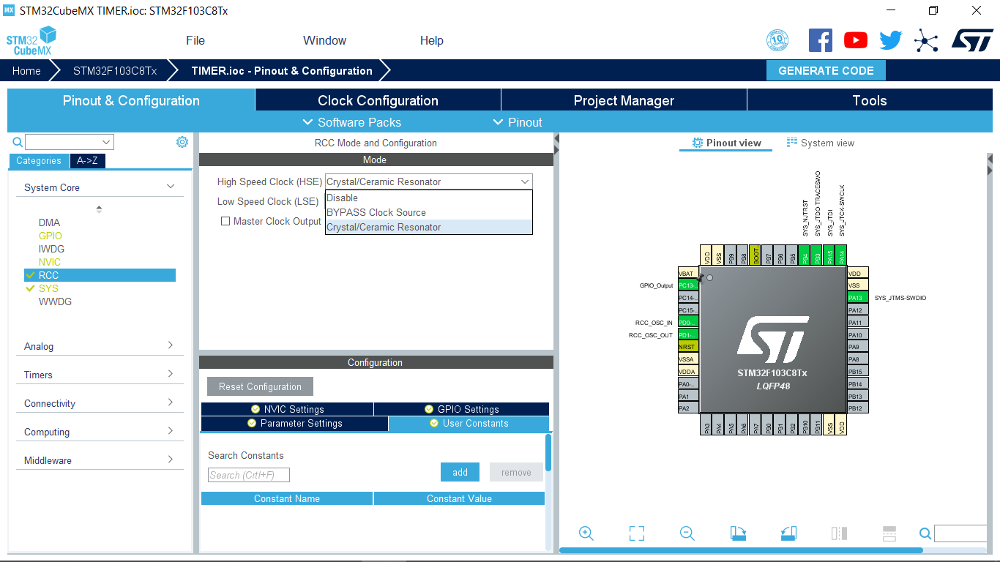 MX STM32CubeMX TIMER.ioc: STM32F103C8Tx
STM32
CubeMX
File Window Help
10
Home STM32F103C8Tx TIMER.ioc - Pinout & Configuration GENERATE CODE
Pinout & Configuration Clock Configuration Project Manager Tools
Software Packs Pinout
RCC Mode and Configuration
Pinout view System view
Categories A->Z
Mode
System Core
High Speed Clock (HSE) Crystal/Ceramic Resonator
Disable
Low Speed Clock (LSE)
BYPASS Clock Source
Master Clock Output
Crystal/Ceramic Resonator
DMA
GPIO
IWDG
NVIC
RCC
SYS
WWDG
Analog
Timers
Connectivity
Computing
Middleware
Configuration
Reset Configuration
NVIC Settings GPIO Settings
Parameter Settings User Constants
Search Constants
Search (Crtl+F)
add remove
Constant Name Constant Value
SYS_NJTRST
SYS_JTDO-TRACESWO
SYS_JTDI
SYS_JTCK-SWCLK
VDD VSS PB9 PB8 BOOT.. PB7 PB6 PB5 PB4 PB3 PA15 PA14
VBAT VDD
GPIO_Output PC13-.. VSS
PC14-.. PA13 SYS_JTMS-SWDIO
PC15-.. PA12
RCC_OSC_IN PD0-.. PA11
RCC_OSC_OUT PD1-.. PA10
NRST PA9
VSSA PA8
VDDA PB15
PA0-.. PB14
PA1 PB13
PA2 PB12
STM32F103C8Tx
LQFP48
PA3 PA4 PA5 PA6 PA7 PB0 PB1 PB2 PB10 PB11 VSS VDD